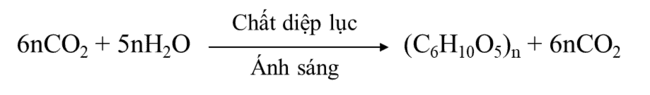 Chất diệp lục
6nCO₂ + 5nH₂O ⟶ (C₆H₁₀O₅)ₙ + 6nCO₂
Ánh sáng